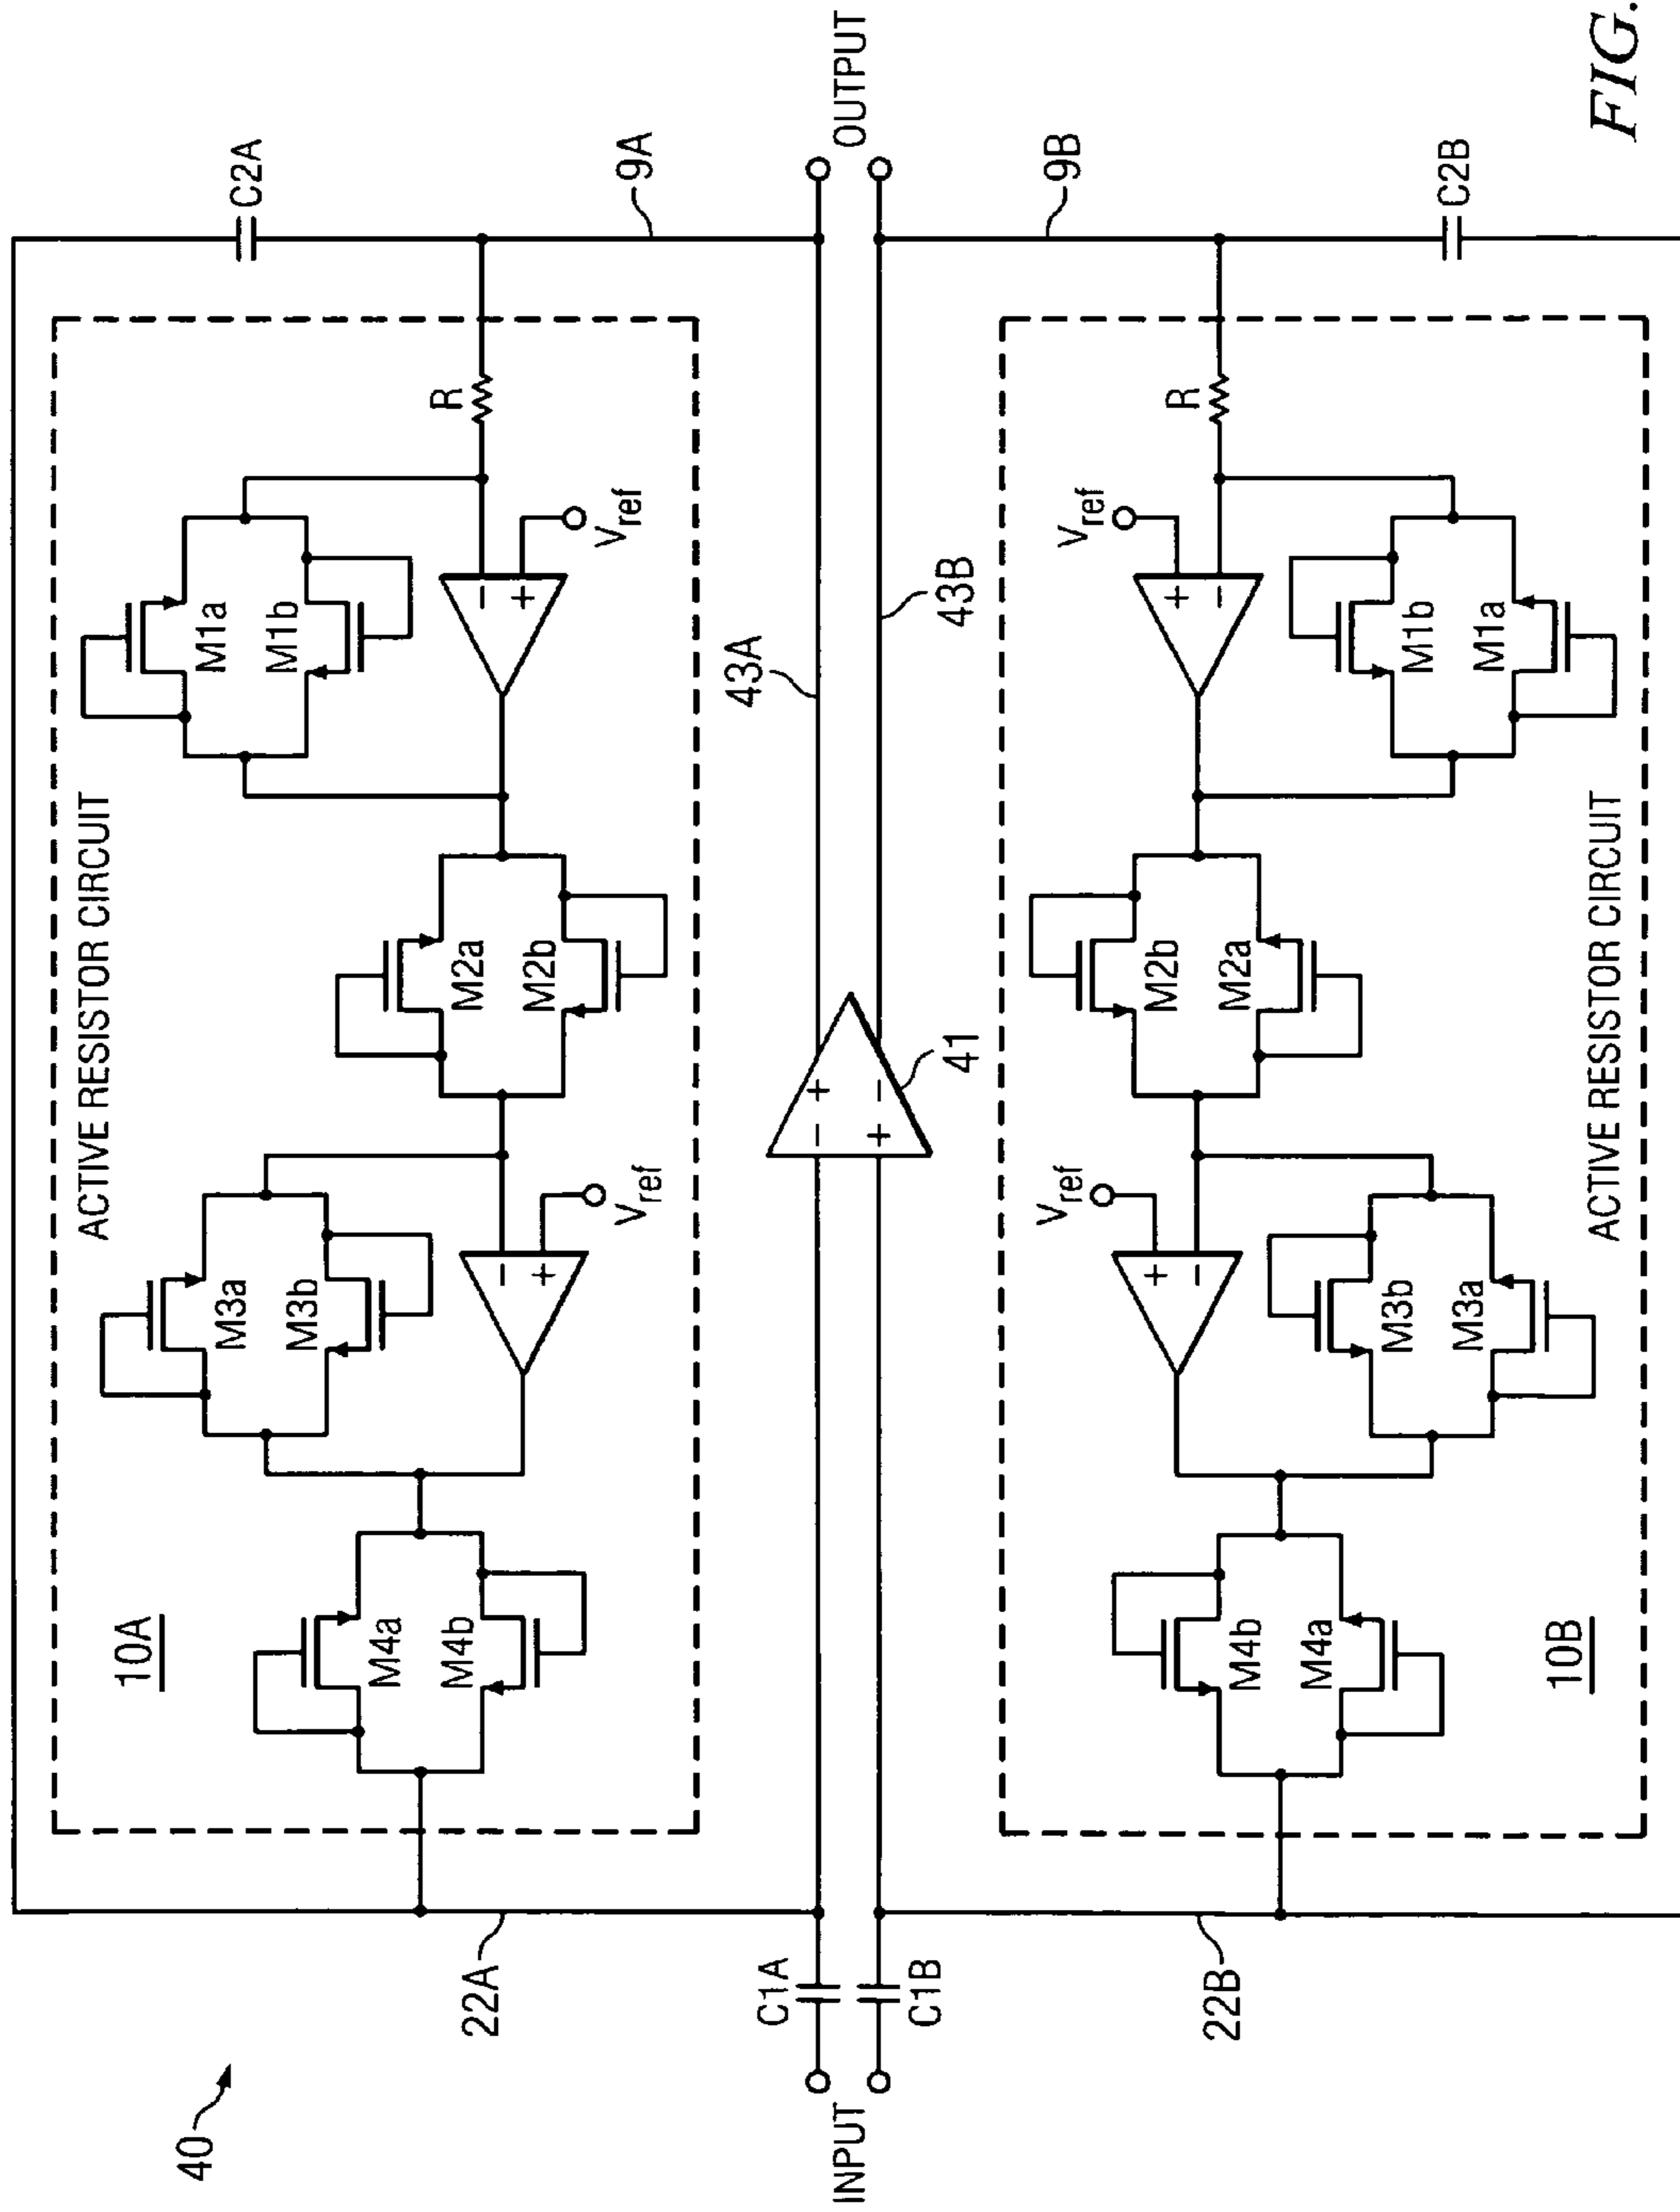 40
ACTIVE RESISTOR CIRCUIT
10A
C2A
M1a
M1b
R
−
+
Vref
M2a
M2b
M3a
M3b
−
+
Vref
M4a
M4b
9A
22A
43A
INPUT
C1A
C1B
−
+
+
−
41
OUTPUT
43B
22B
9B
R
Vref
+
−
M1b
M1a
M2b
M2a
Vref
+
−
M3b
M3a
M4b
M4a
C2B
10B
ACTIVE RESISTOR CIRCUIT
FIG.